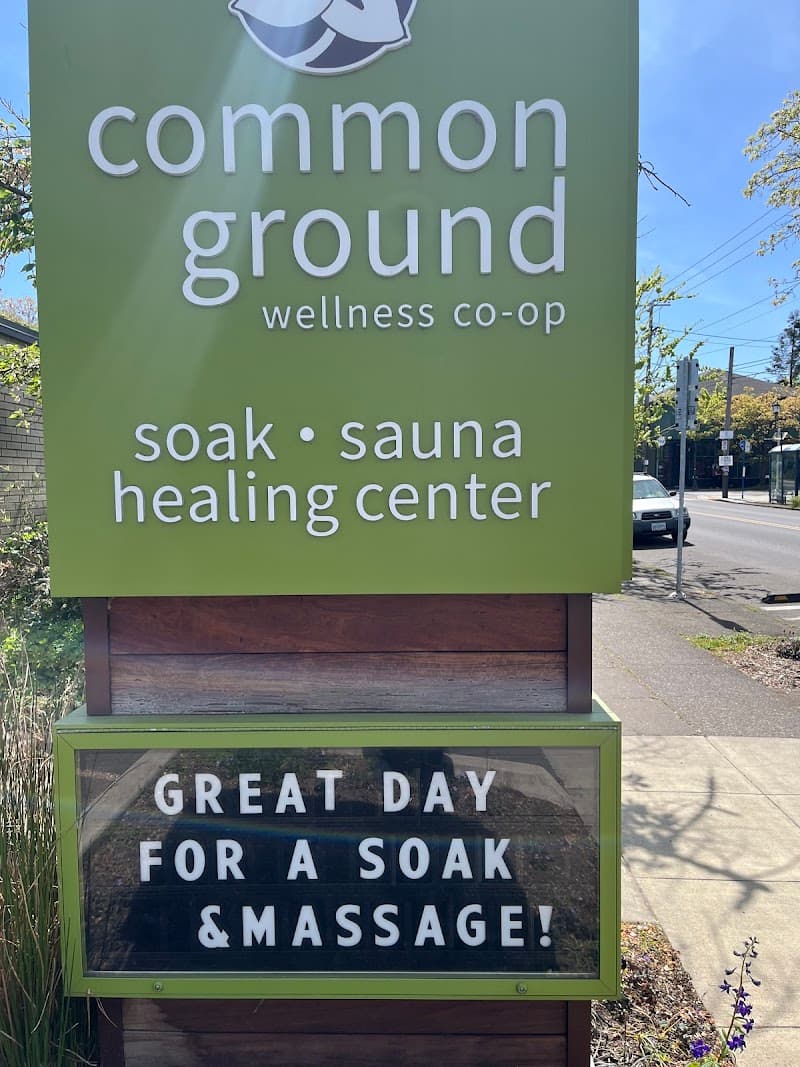 common
ground
wellness co-op
soak • sauna
healing center
GREAT DAY
FOR A SOAK
&MASSAGE!